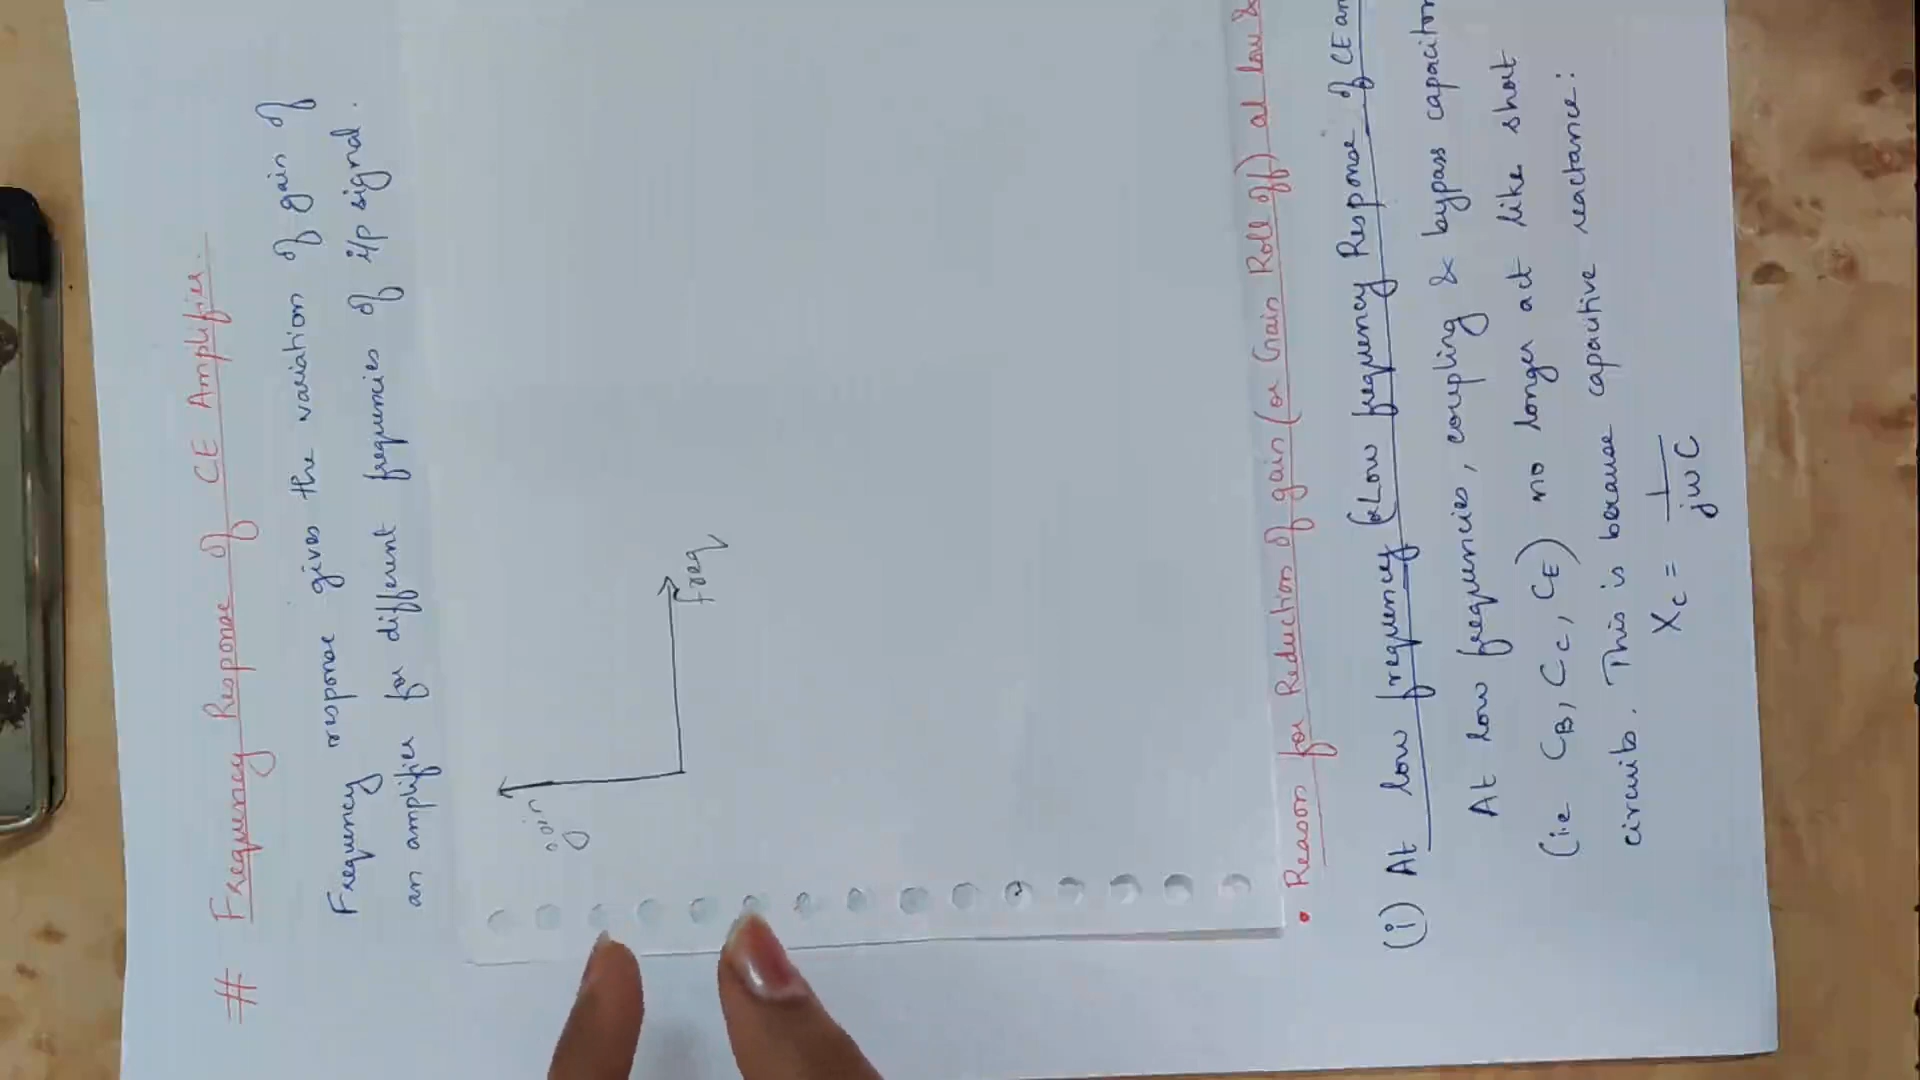 # Frequency Response of CE Amplifier.
Frequency response gives the variation of gain of
an amplifier for different frequencies of i/p signal.
gain
freq
• Reason for Reduction of gain (or Gain Roll off) at low &
(i) At low frequency (Low frequency Response of CE am
At low frequencies, coupling & bypass capacitor
(i.e CB, CC, CE) no longer act like short
circuits. This is because capacitive reactance:
Xc = 1/jωC